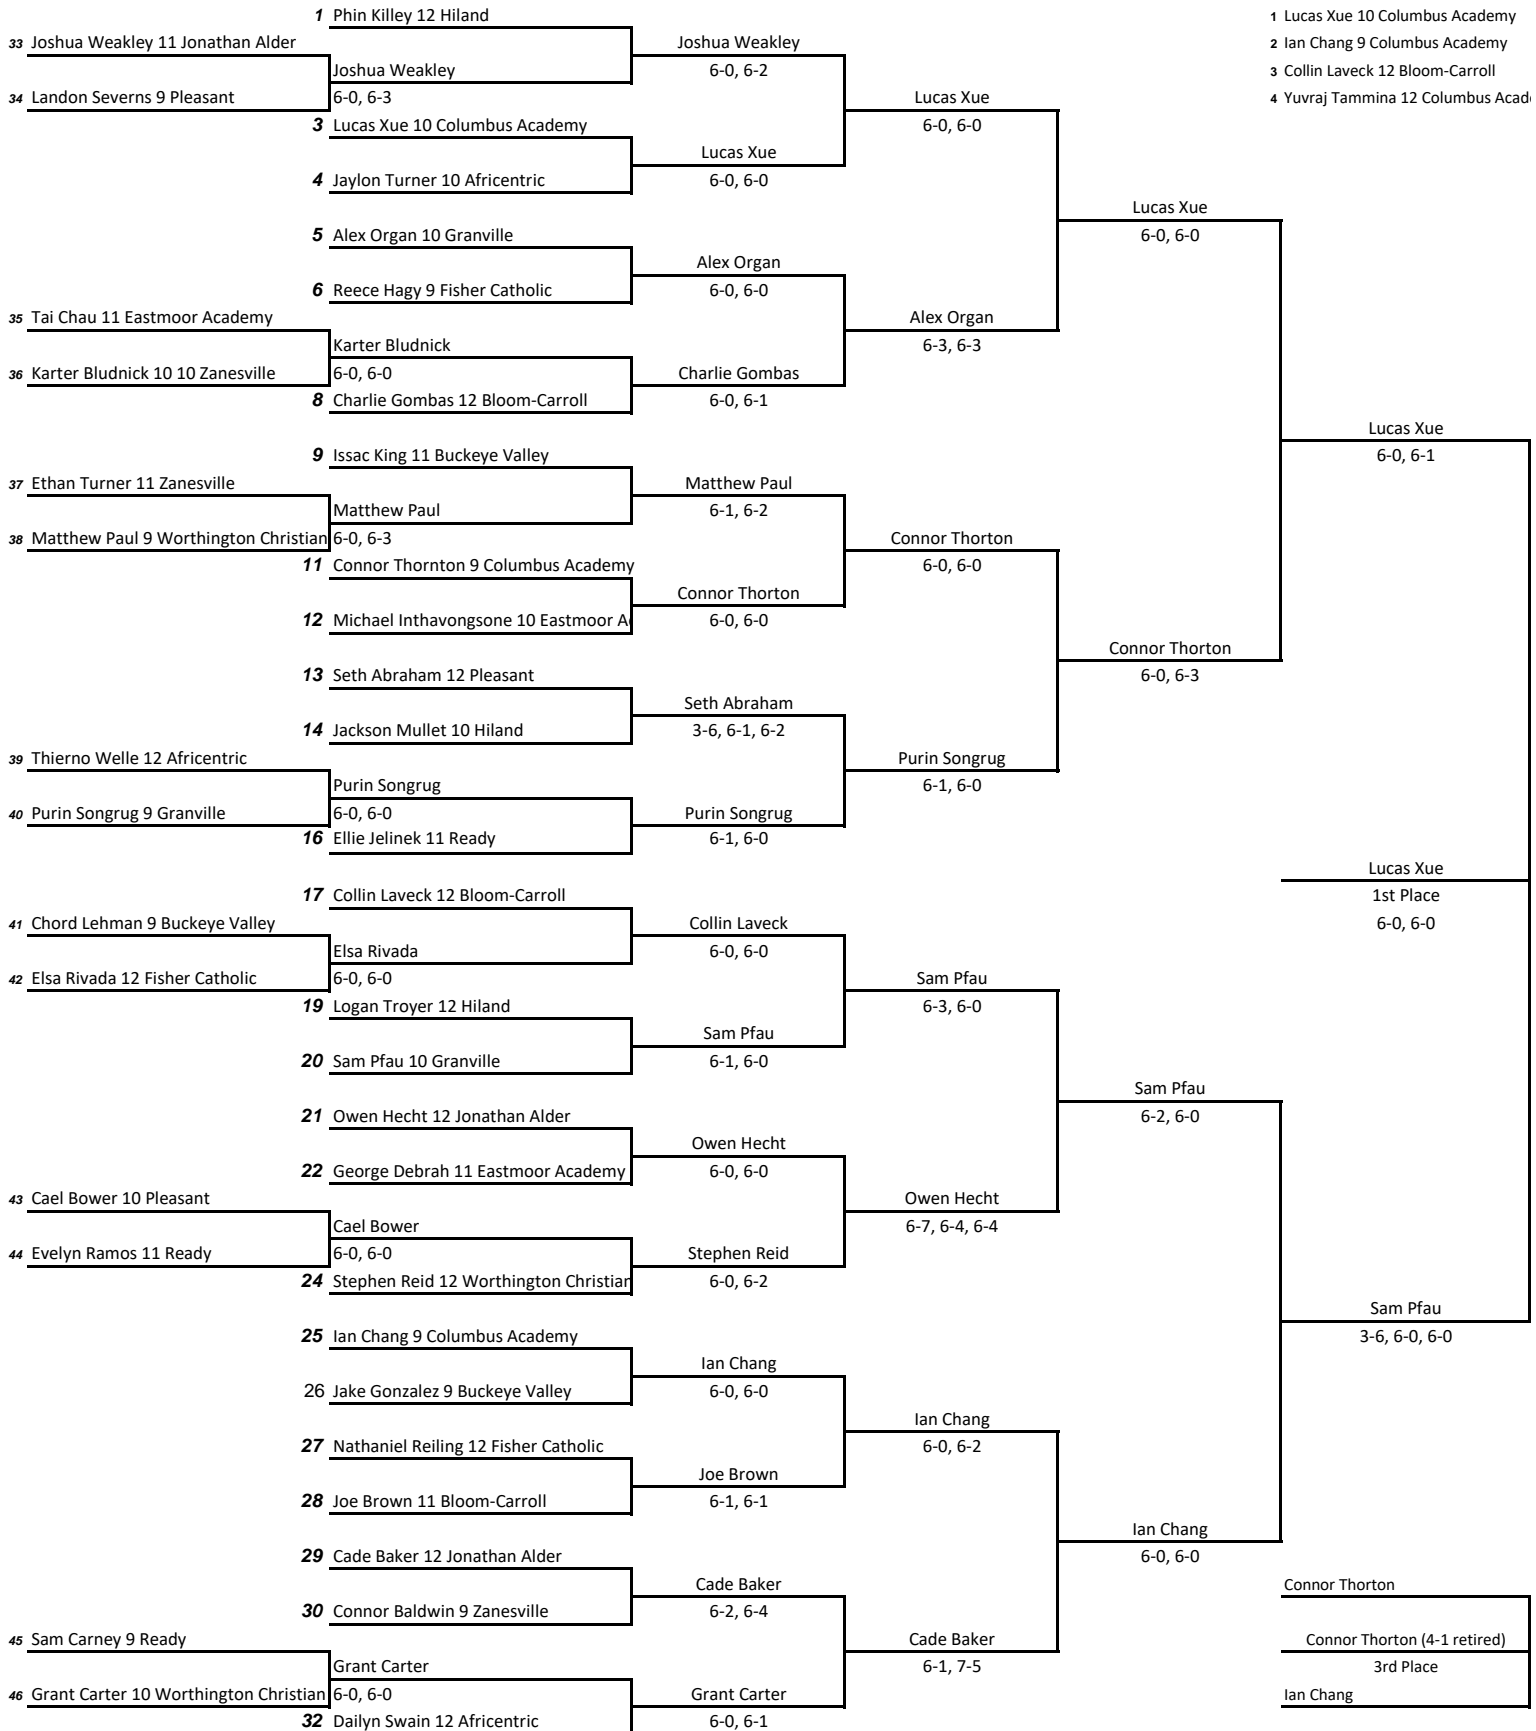 1 Phin Killey 12 Hiland
33 Joshua Weakley 11 Jonathan Alder
Joshua Weakley
6-0, 6-3
34 Landon Severns 9 Pleasant
3 Lucas Xue 10 Columbus Academy
4 Jaylon Turner 10 Africentric
5 Alex Organ 10 Granville
6 Reece Hagy 9 Fisher Catholic
35 Tai Chau 11 Eastmoor Academy
Karter Bludnick
6-0, 6-0
36 Karter Bludnick 10 10 Zanesville
8 Charlie Gombas 12 Bloom-Carroll
9 Issac King 11 Buckeye Valley
37 Ethan Turner 11 Zanesville
Matthew Paul
6-0, 6-3
38 Matthew Paul 9 Worthington Christian
11 Connor Thornton 9 Columbus Academy
12 Michael Inthavongsone 10 Eastmoor A
13 Seth Abraham 12 Pleasant
14 Jackson Mullet 10 Hiland
39 Thierno Welle 12 Africentric
Purin Songrug
6-0, 6-0
40 Purin Songrug 9 Granville
16 Ellie Jelinek 11 Ready
17 Collin Laveck 12 Bloom-Carroll
41 Chord Lehman 9 Buckeye Valley
Elsa Rivada
6-0, 6-0
42 Elsa Rivada 12 Fisher Catholic
19 Logan Troyer 12 Hiland
20 Sam Pfau 10 Granville
21 Owen Hecht 12 Jonathan Alder
22 George Debrah 11 Eastmoor Academy
43 Cael Bower 10 Pleasant
Cael Bower
6-0, 6-0
44 Evelyn Ramos 11 Ready
24 Stephen Reid 12 Worthington Christian
25 Ian Chang 9 Columbus Academy
26 Jake Gonzalez 9 Buckeye Valley
27 Nathaniel Reiling 12 Fisher Catholic
28 Joe Brown 11 Bloom-Carroll
29 Cade Baker 12 Jonathan Alder
30 Connor Baldwin 9 Zanesville
45 Sam Carney 9 Ready
Grant Carter
6-0, 6-0
46 Grant Carter 10 Worthington Christian
32 Dailyn Swain 12 Africentric
Joshua Weakley
6-0, 6-2
Lucas Xue
6-0, 6-0
Alex Organ
6-0, 6-0
Charlie Gombas
6-0, 6-1
Matthew Paul
6-1, 6-2
Connor Thorton
6-0, 6-0
Seth Abraham
3-6, 6-1, 6-2
Purin Songrug
6-1, 6-0
Collin Laveck
6-0, 6-0
Sam Pfau
6-1, 6-0
Owen Hecht
6-0, 6-0
Stephen Reid
6-0, 6-2
Ian Chang
6-0, 6-0
Joe Brown
6-1, 6-1
Cade Baker
6-2, 6-4
Grant Carter
6-0, 6-1
Lucas Xue
6-0, 6-0
Alex Organ
6-3, 6-3
Connor Thorton
6-0, 6-0
Purin Songrug
6-1, 6-0
Sam Pfau
6-3, 6-0
Owen Hecht
6-7, 6-4, 6-4
Ian Chang
6-0, 6-2
Cade Baker
6-1, 7-5
Lucas Xue
6-0, 6-0
Connor Thorton
6-0, 6-3
Sam Pfau
6-2, 6-0
Ian Chang
6-0, 6-0
1 Lucas Xue 10 Columbus Academy
2 Ian Chang 9 Columbus Academy
3 Collin Laveck 12 Bloom-Carroll
4 Yuvraj Tammina 12 Columbus Acad
Lucas Xue
6-0, 6-1
Lucas Xue
1st Place
6-0, 6-0
Sam Pfau
3-6, 6-0, 6-0
Connor Thorton
Connor Thorton (4-1 retired)
3rd Place
Ian Chang